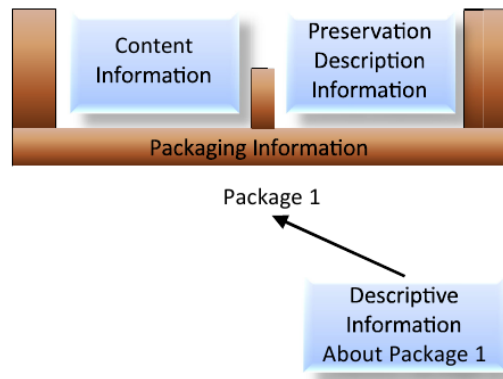 Content
Information
Preservation
Description
Information
Packaging Information
Package 1
Descriptive
Information
About Package 1